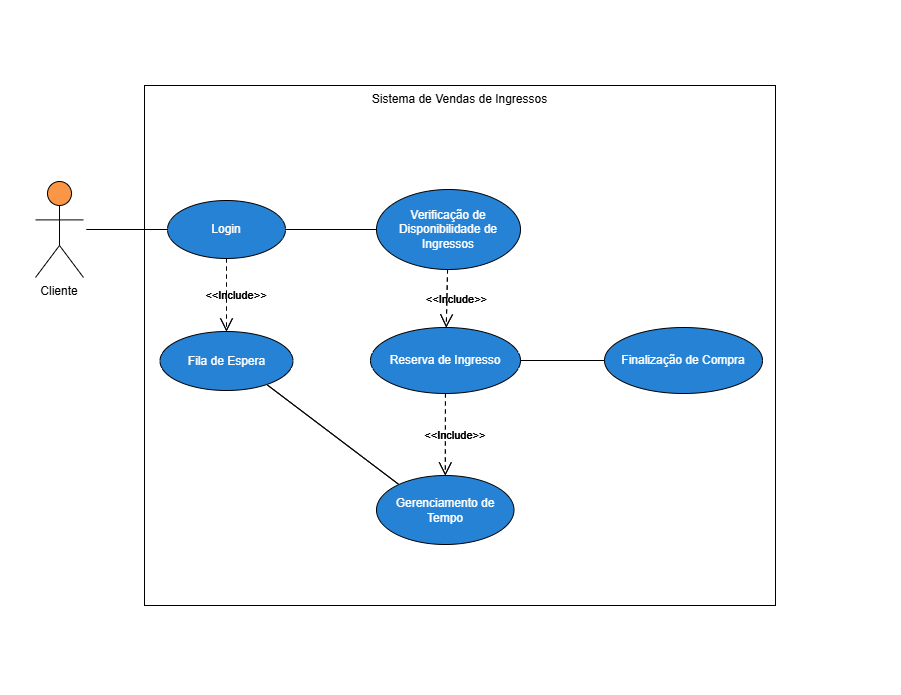 Sistema de Vendas de Ingressos
Cliente
Login
Verificação de
Disponibilidade de
Ingressos
<<Include>>
<<Include>>
Fila de Espera
Reserva de Ingresso
Finalização de Compra
<<Include>>
Gerenciamento de
Tempo